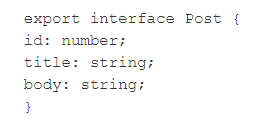 export interface Post {
id: number;
title: string;
body: string;
}